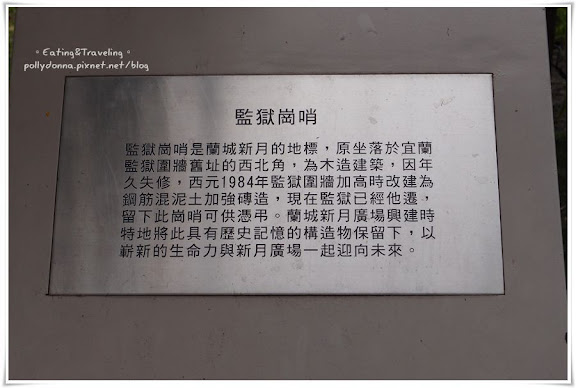 。Eating&Traveling。
pollydonna.pixnet.net/blog
監獄崗哨
監獄崗哨是蘭城新月的地標，原坐落於宜蘭
監獄圍牆舊址的西北角，為木造建築，因年
久失修，西元1984年監獄圍牆加高時改建為
鋼筋混泥土加強磚造，現在監獄已經他遷，
留下此崗哨可供憑弔。蘭城新月廣場興建時
特地將此具有歷史記憶的構造物保留下，以
嶄新的生命力與新月廣場一起迎向未來。